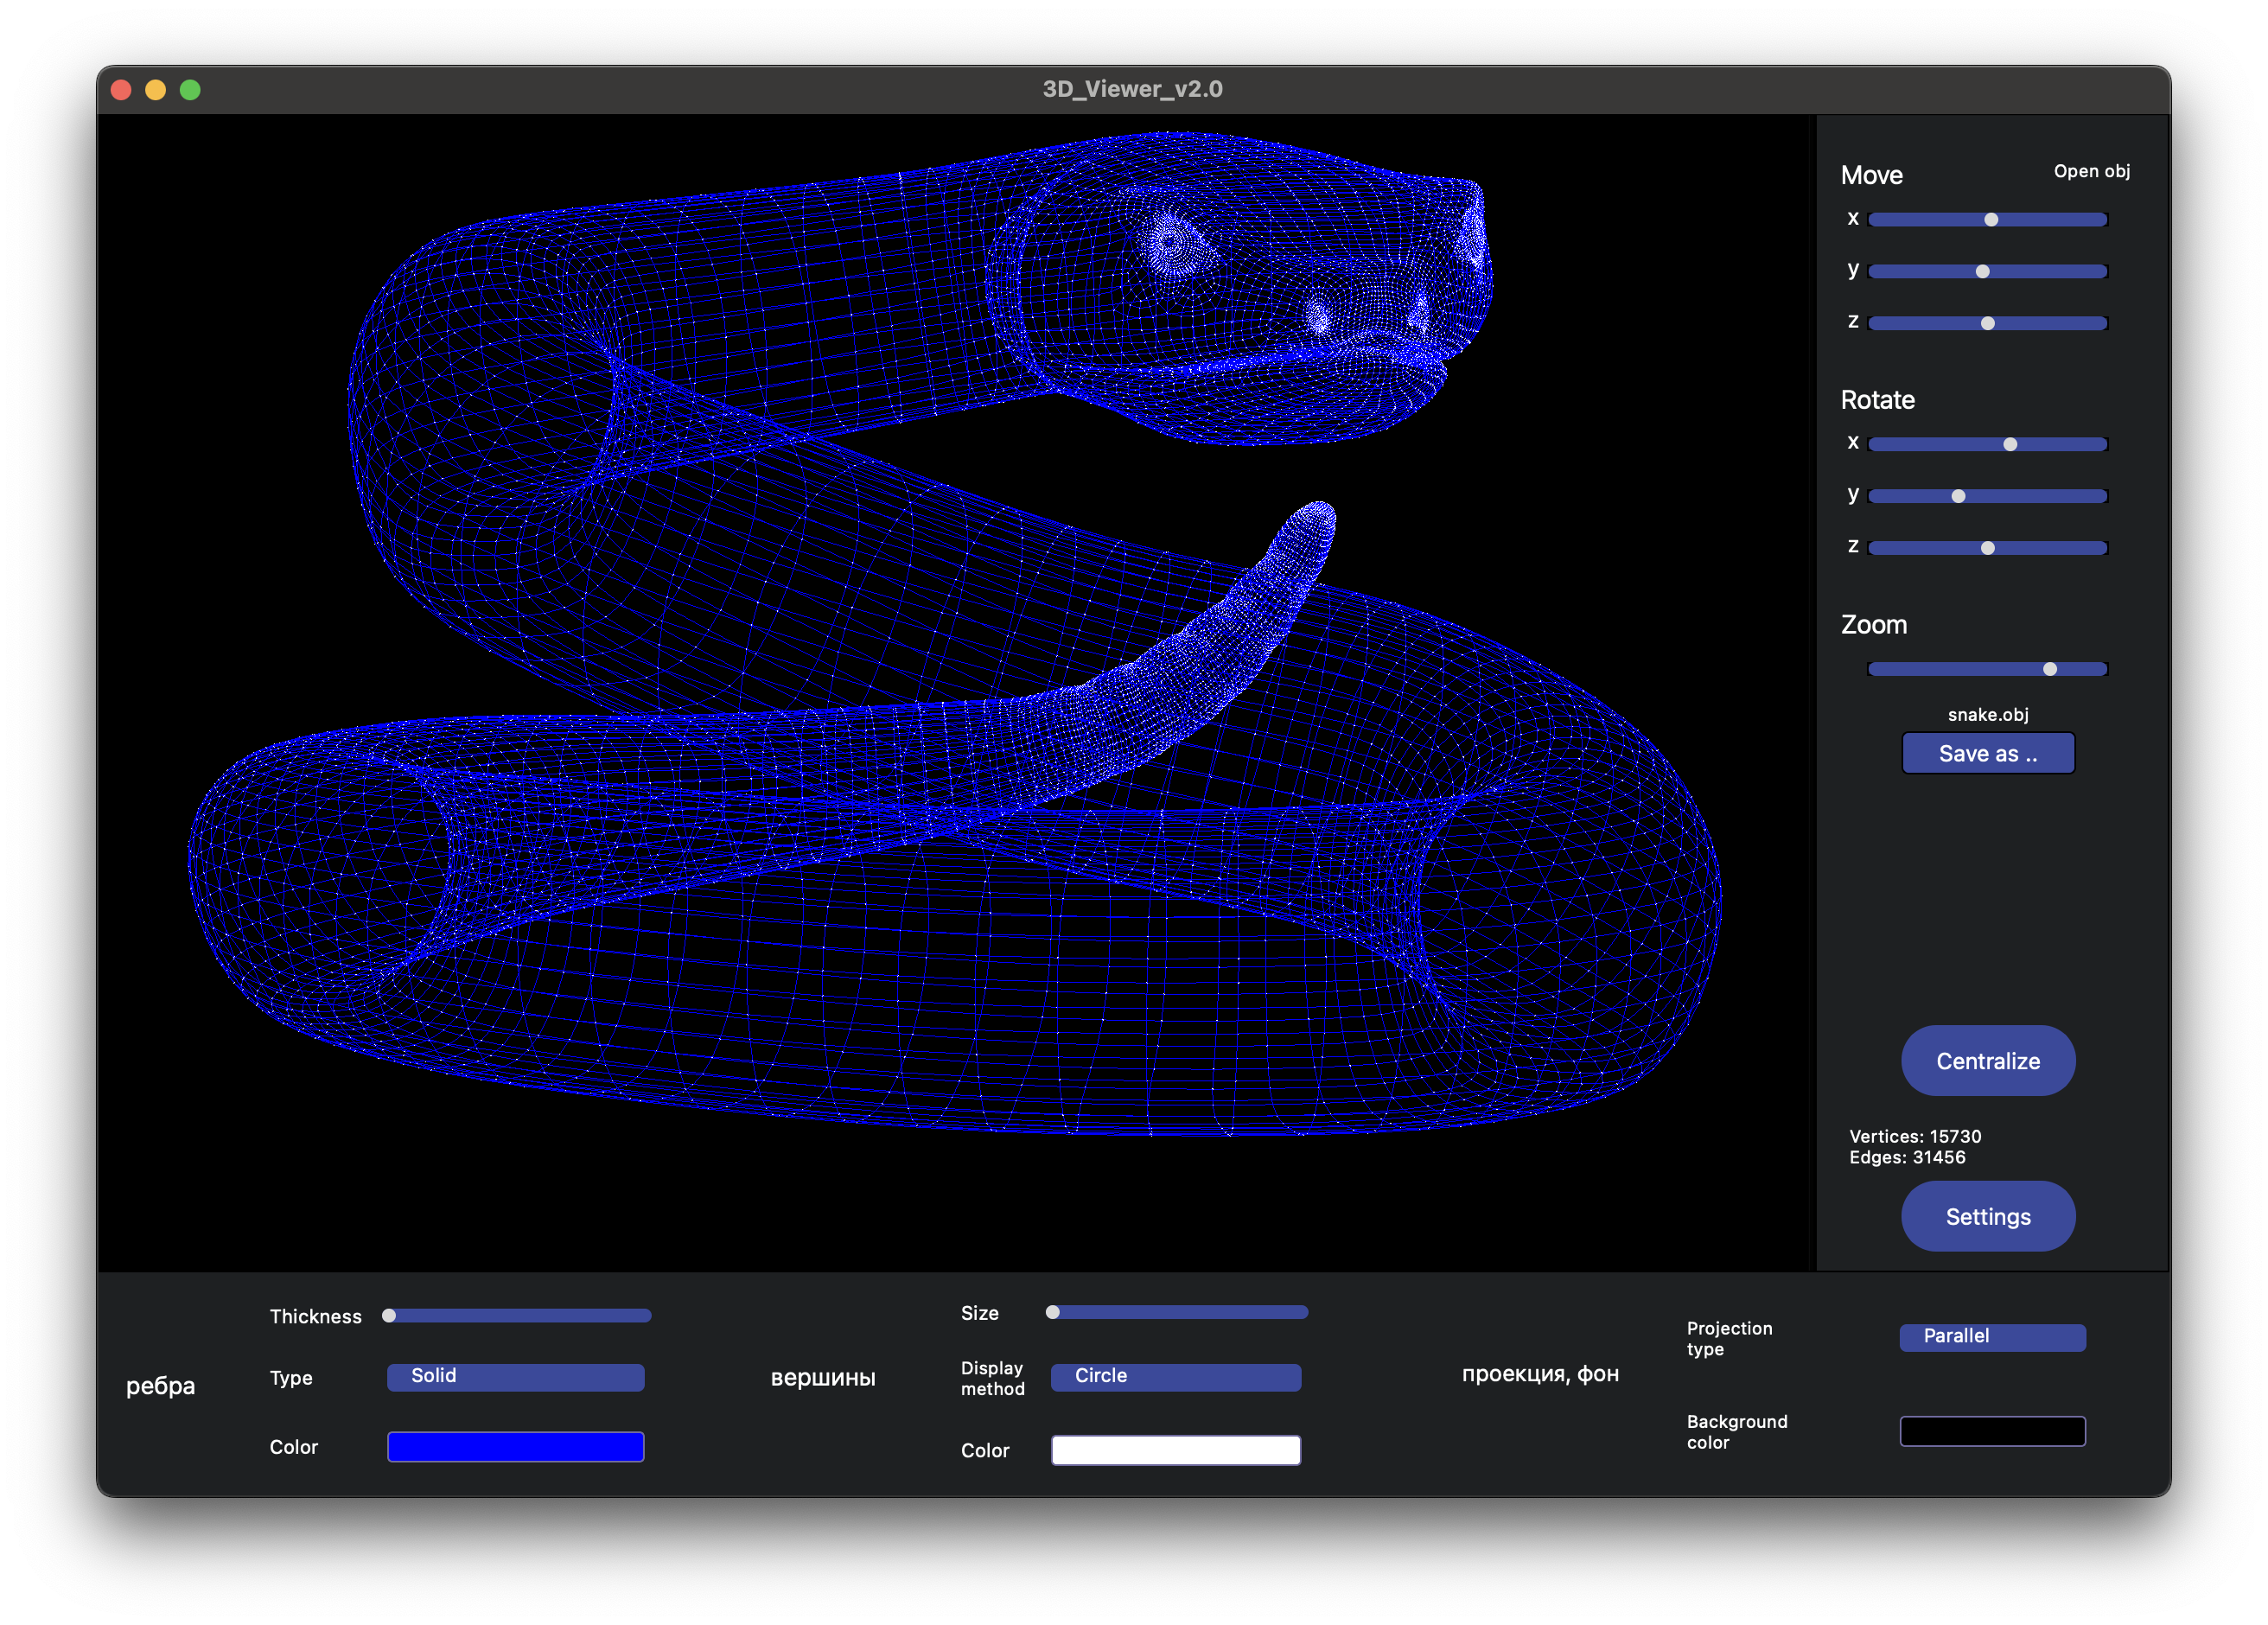 3D_Viewer_v2.0
Move
Open obj
x
y
z
Rotate
x
y
z
Zoom
snake.obj
Save as ..
Centralize
Vertices: 15730
Edges: 31456
Settings
ребра
Thickness
Type
Solid
Color
вершины
Size
Display
method
Circle
Color
проекция, фон
Projection
type
Parallel
Background
color